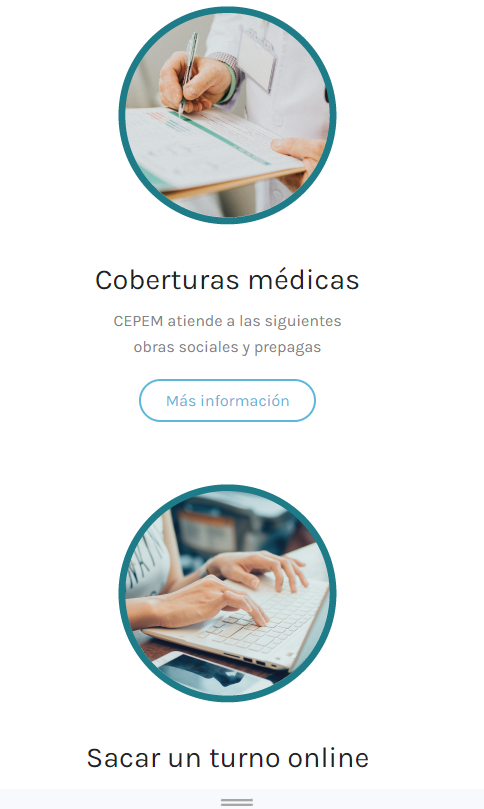 Coberturas médicas
CEPEM atiende a las siguientes
obras sociales y prepagas
Más información
Sacar un turno online